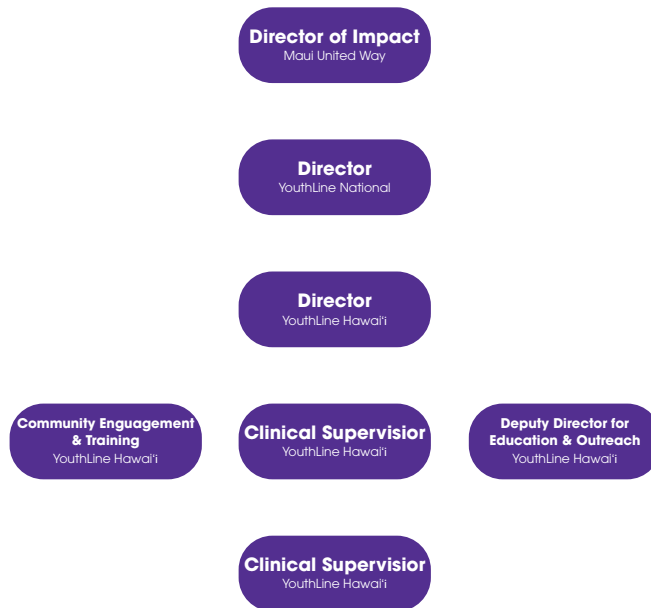 Director of Impact
Maui United Way
Director
YouthLine National
Director
YouthLine Hawai‘i
Community Enguagement
& Training
YouthLine Hawai‘i
Clinical Supervisior
YouthLine Hawai‘i
Deputy Director for
Education & Outreach
YouthLine Hawai‘i
Clinical Supervisior
YouthLine Hawai‘i